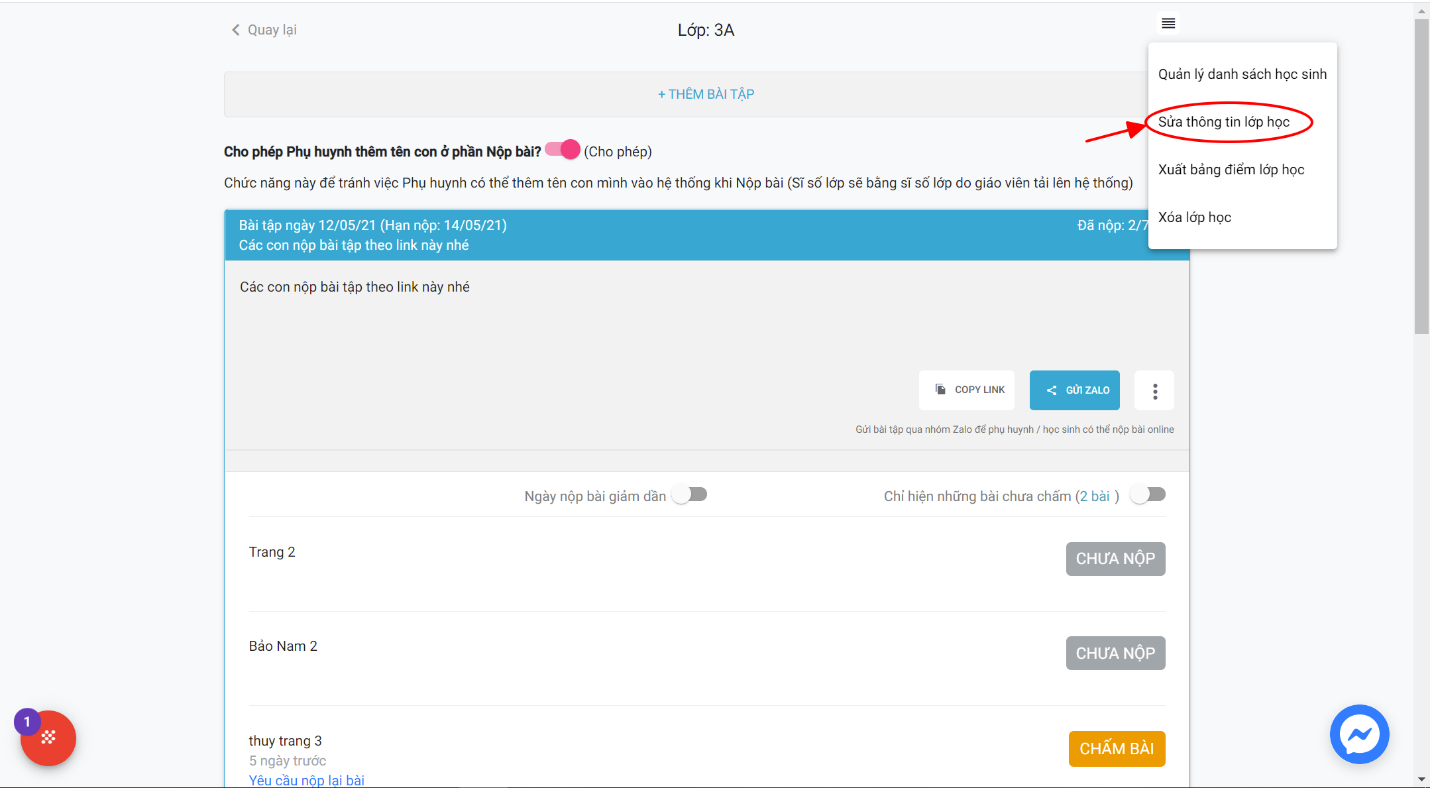 Quay lại
Lớp: 3A
Quản lý danh sách học sinh
Sửa thông tin lớp học
Xuất bảng điểm lớp học
Xóa lớp học
+ THÊM BÀI TẬP
Cho phép Phụ huynh thêm tên con ở phần Nộp bài? (Cho phép)
Chức năng này để tránh việc Phụ huynh có thể thêm tên con mình vào hệ thống khi Nộp bài (Sĩ số lớp sẽ bằng sĩ số lớp do giáo viên tải lên hệ thống)
Bài tập ngày 12/05/21 (Hạn nộp: 14/05/21) Đã nộp: 2/7
Các con nộp bài tập theo link này nhé
Các con nộp bài tập theo link này nhé
COPY LINK GỬI ZALO
Gửi bài tập qua nhóm Zalo để phụ huynh / học sinh có thể nộp bài online
Ngày nộp bài giảm dần Chỉ hiện những bài chưa chấm (2 bài )
Trang 2 CHƯA NỘP
Bảo Nam 2 CHƯA NỘP
thuy trang 3 CHẤM BÀI
5 ngày trước
Yêu cầu nộp lại bài
1